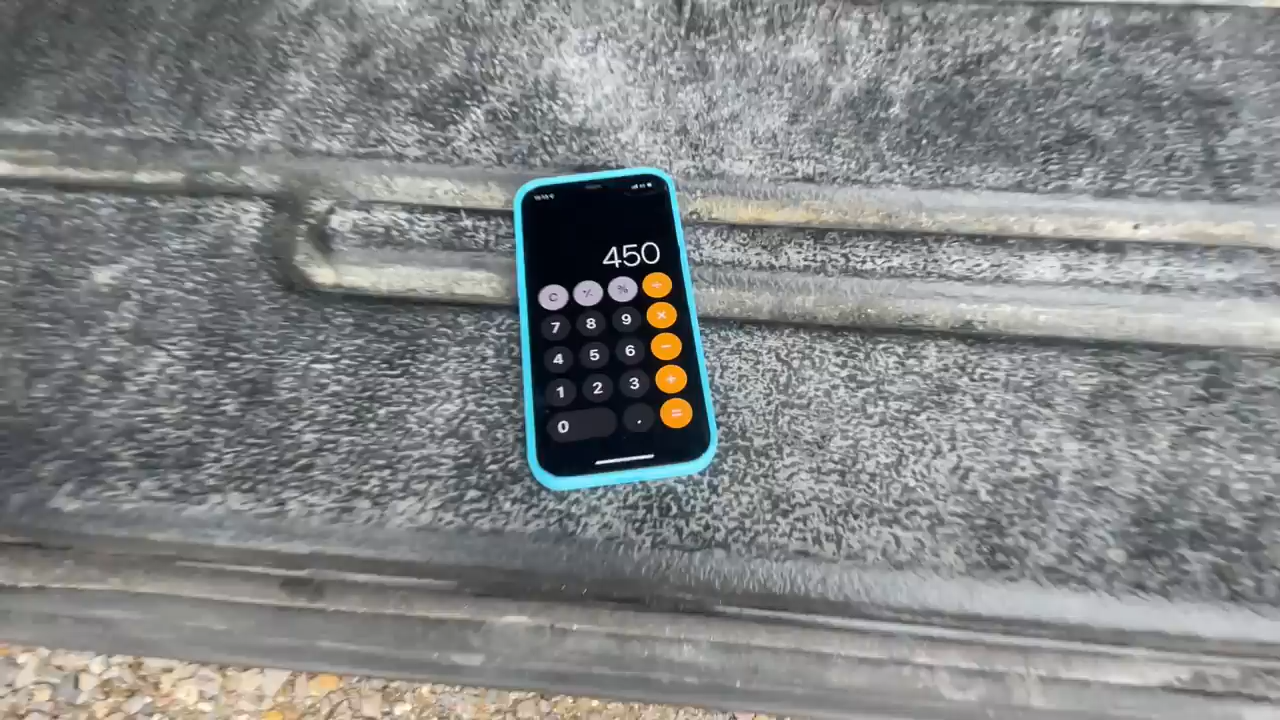 450
C ⁺⁄₋ % ÷
7 8 9 ×
4 5 6 −
1 2 3 +
0 . =